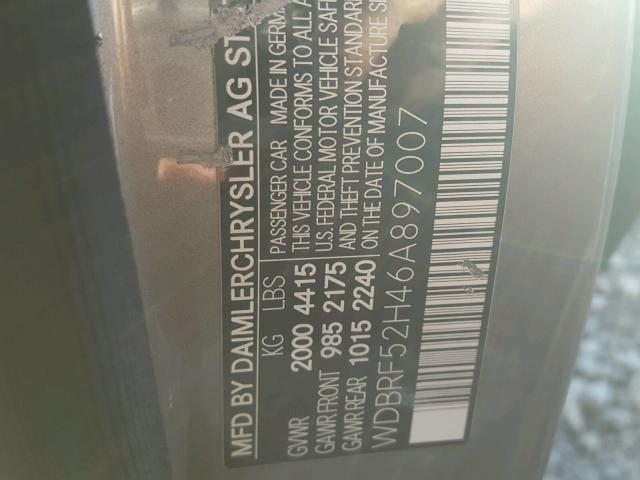 MFD BY DAIMLERCHRYSLER AG ST
PASSENGER CAR MADE IN GERM
THIS VEHICLE CONFORMS TO ALL A
U.S. FEDERAL MOTOR VEHICLE SAFE
AND THEFT PREVENTION STANDAR
ON THE DATE OF MANUFACTURE S
KG LBS
GVWR 2000 4415
GAWR FRONT 985 2175
GAWR REAR 1015 2240
WDBRF52H46A897007